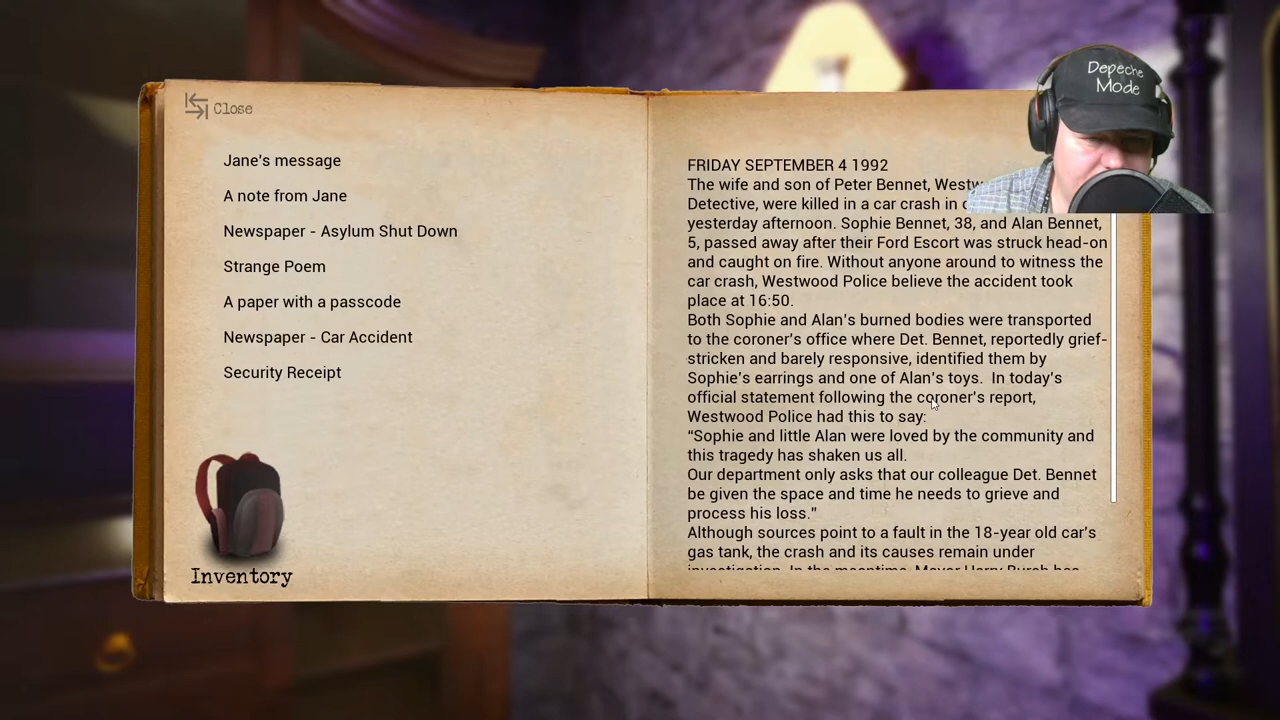 Close
Jane's message
A note from Jane
Newspaper - Asylum Shut Down
Strange Poem
A paper with a passcode
Newspaper - Car Accident
Security Receipt
Inventory
FRIDAY SEPTEMBER 4 1992
The wife and son of Peter Bennet,
Detective, were killed in a car crash in
yesterday afternoon. Sophie Bennet, 38, and Alan Bennet,
5, passed away after their Ford Escort was struck head-on
and caught on fire. Without anyone around to witness the
car crash, Westwood Police believe the accident took
place at 16:50.
Both Sophie and Alan's burned bodies were transported
to the coroner's office where Det. Bennet, reportedly grief-
stricken and barely responsive, identified them by
Sophie's earrings and one of Alan's toys.  In today's
official statement following the coroner's report,
Westwood Police had this to say:
“Sophie and little Alan were loved by the community and
this tragedy has shaken us all.
Our department only asks that our colleague Det. Bennet
be given the space and time he needs to grieve and
process his loss.”
Although sources point to a fault in the 18-year old car's
gas tank, the crash and its causes remain under
investigation. In the meantime, Mayor Harry Burgh has
Depeche
Mode